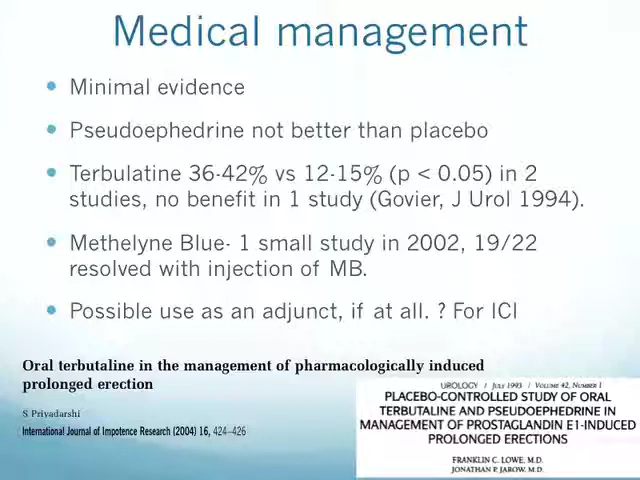 Medical management
Minimal evidence
Pseudoephedrine not better than placebo
Terbulatine 36-42% vs 12-15% (p < 0.05) in 2
studies, no benefit in 1 study (Govier, J Urol 1994).
Methelyne Blue- 1 small study in 2002, 19/22
resolved with injection of MB.
Possible use as an adjunct, if at all. ? For ICI
Oral terbutaline in the management of pharmacologically induced
prolonged erection
S Priyadarshi
International Journal of Impotence Research (2004) 16, 424–426
UROLOGY / JULY 1993 / VOLUME 42, NUMBER 1
PLACEBO-CONTROLLED STUDY OF ORAL
TERBUTALINE AND PSEUDOEPHEDRINE IN
MANAGEMENT OF PROSTAGLANDIN E1-INDUCED
PROLONGED ERECTIONS
FRANKLIN C. LOWE, M.D.
JONATHAN P. JAROW, M.D.